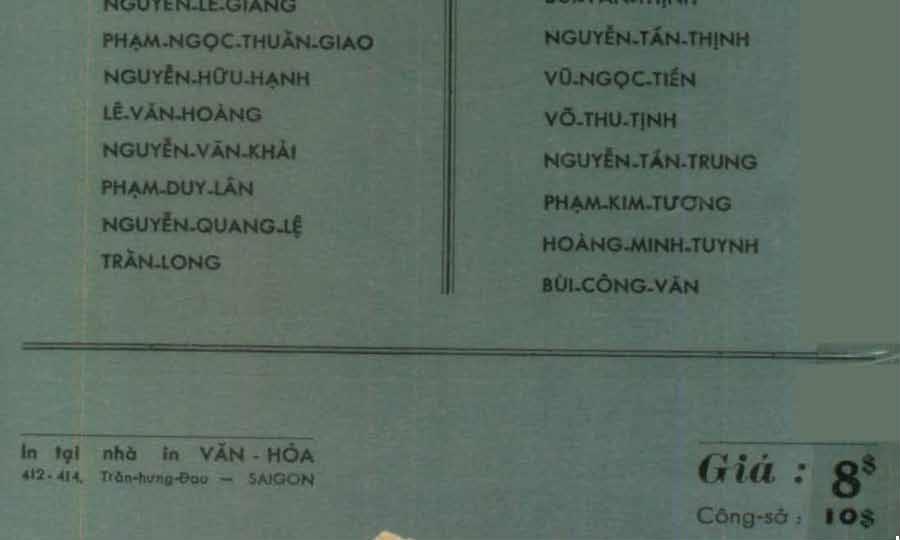 NGUYỄN-LÊ-GIANG
PHẠM-NGỌC-THUẦN-GIAO
NGUYỄN-HỮU-HẠNH
LÊ-VĂN-HOÀNG
NGUYỄN-VĂN-KHẢI
PHẠM-DUY-LÂN
NGUYỄN-QUANG-LỆ
TRẦN-LONG
NGUYỄN-TẤN-THỊNH
VŨ-NGỌC-TIẾN
VÕ-THU-TỊNH
NGUYỄN-TẤN-TRUNG
PHẠM-KIM-TƯƠNG
HOÀNG-MINH-TUYNH
BÙI-CÔNG-VĂN
In tại nhà in VĂN-HÓA
412-414, Trần-hưng-Đạo — SAIGON
Giá : 8$
Công-sở : 10$